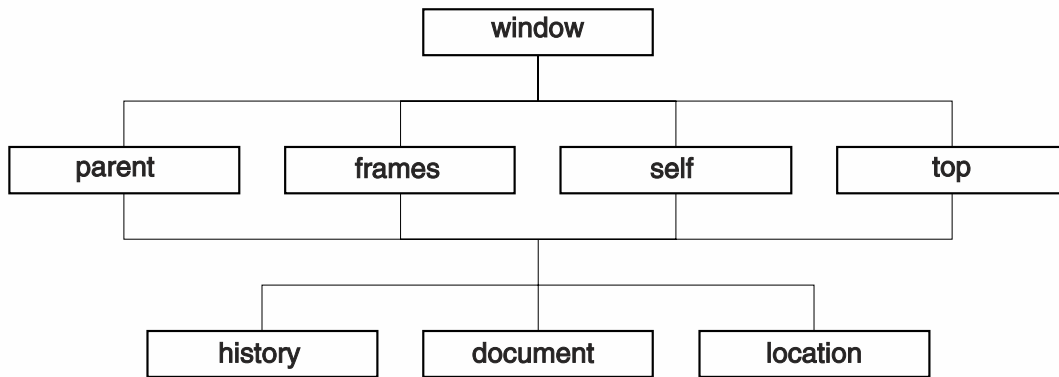 window
parent
frames
self
top
history
document
location